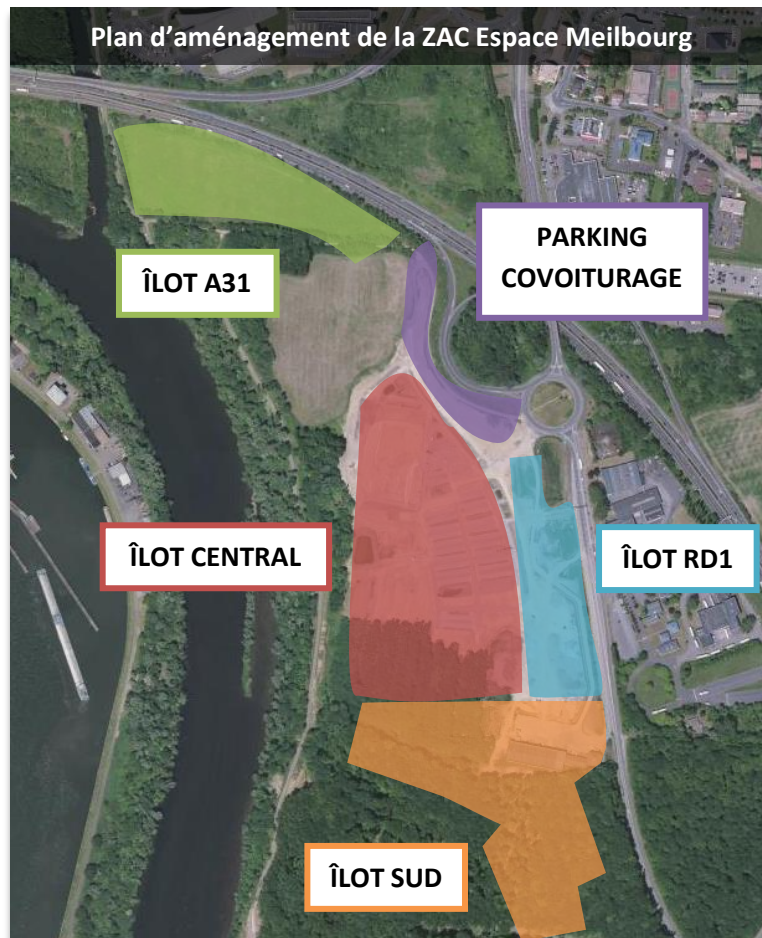 Plan d'aménagement de la ZAC Espace Meilbourg
PARKING
COVOITURAGE
ÎLOT A31
ÎLOT CENTRAL
ÎLOT RD1
ÎLOT SUD